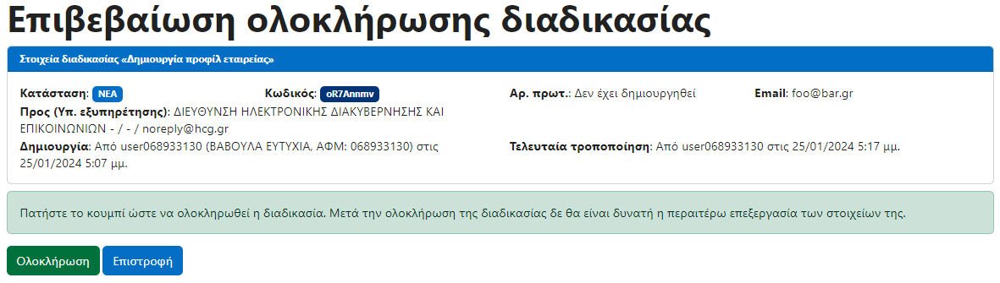 Επιβεβαίωση ολοκλήρωσης διαδικασίας
Στοιχεία διαδικασίας «Δημιουργία προφίλ εταιρείας»
Κατάσταση: ΝΕΑ Κωδικός: oR7Annmv Αρ. πρωτ.: Δεν έχει δημιουργηθεί Email: foo@bar.gr
Προς (Υπ. εξυπηρέτησης): ΔΙΕΥΘΥΝΣΗ ΗΛΕΚΤΡΟΝΙΚΗΣ ΔΙΑΚΥΒΕΡΝΗΣΗΣ ΚΑΙ
ΕΠΙΚΟΙΝΩΝΙΩΝ - / - / noreply@hcg.gr
Δημιουργία: Από user068933130 (ΒΑΒΟΥΛΑ ΕΥΤΥΧΙΑ, ΑΦΜ: 068933130) στις
25/01/2024 5:07 μμ.
Τελευταία τροποποίηση: Από user068933130 στις 25/01/2024 5:17 μμ.
Πατήστε το κουμπί ώστε να ολοκληρωθεί η διαδικασία. Μετά την ολοκλήρωση της διαδικασίας δε θα είναι δυνατή η περαιτέρω επεξεργασία των στοιχείων της.
Ολοκλήρωση Επιστροφή